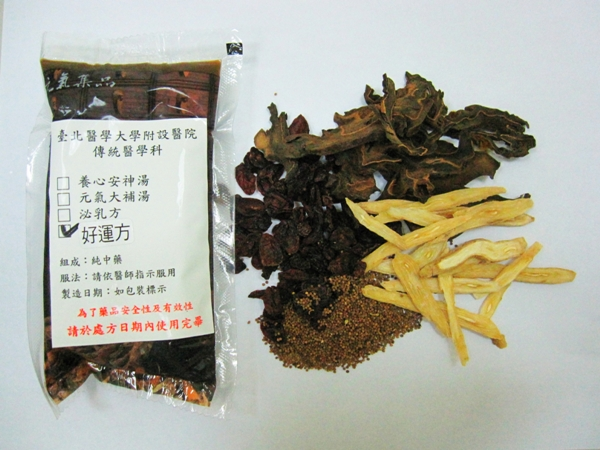 元氣集品
臺北醫學大學附設醫院
傳統醫學科
養心安神湯
元氣大補湯
泌乳方
好運方
組成：純中藥
服法：請依醫師指示服用
製造日期：如包裝標示
為了藥品安全性及有效性
請於處方日期內使用完畢